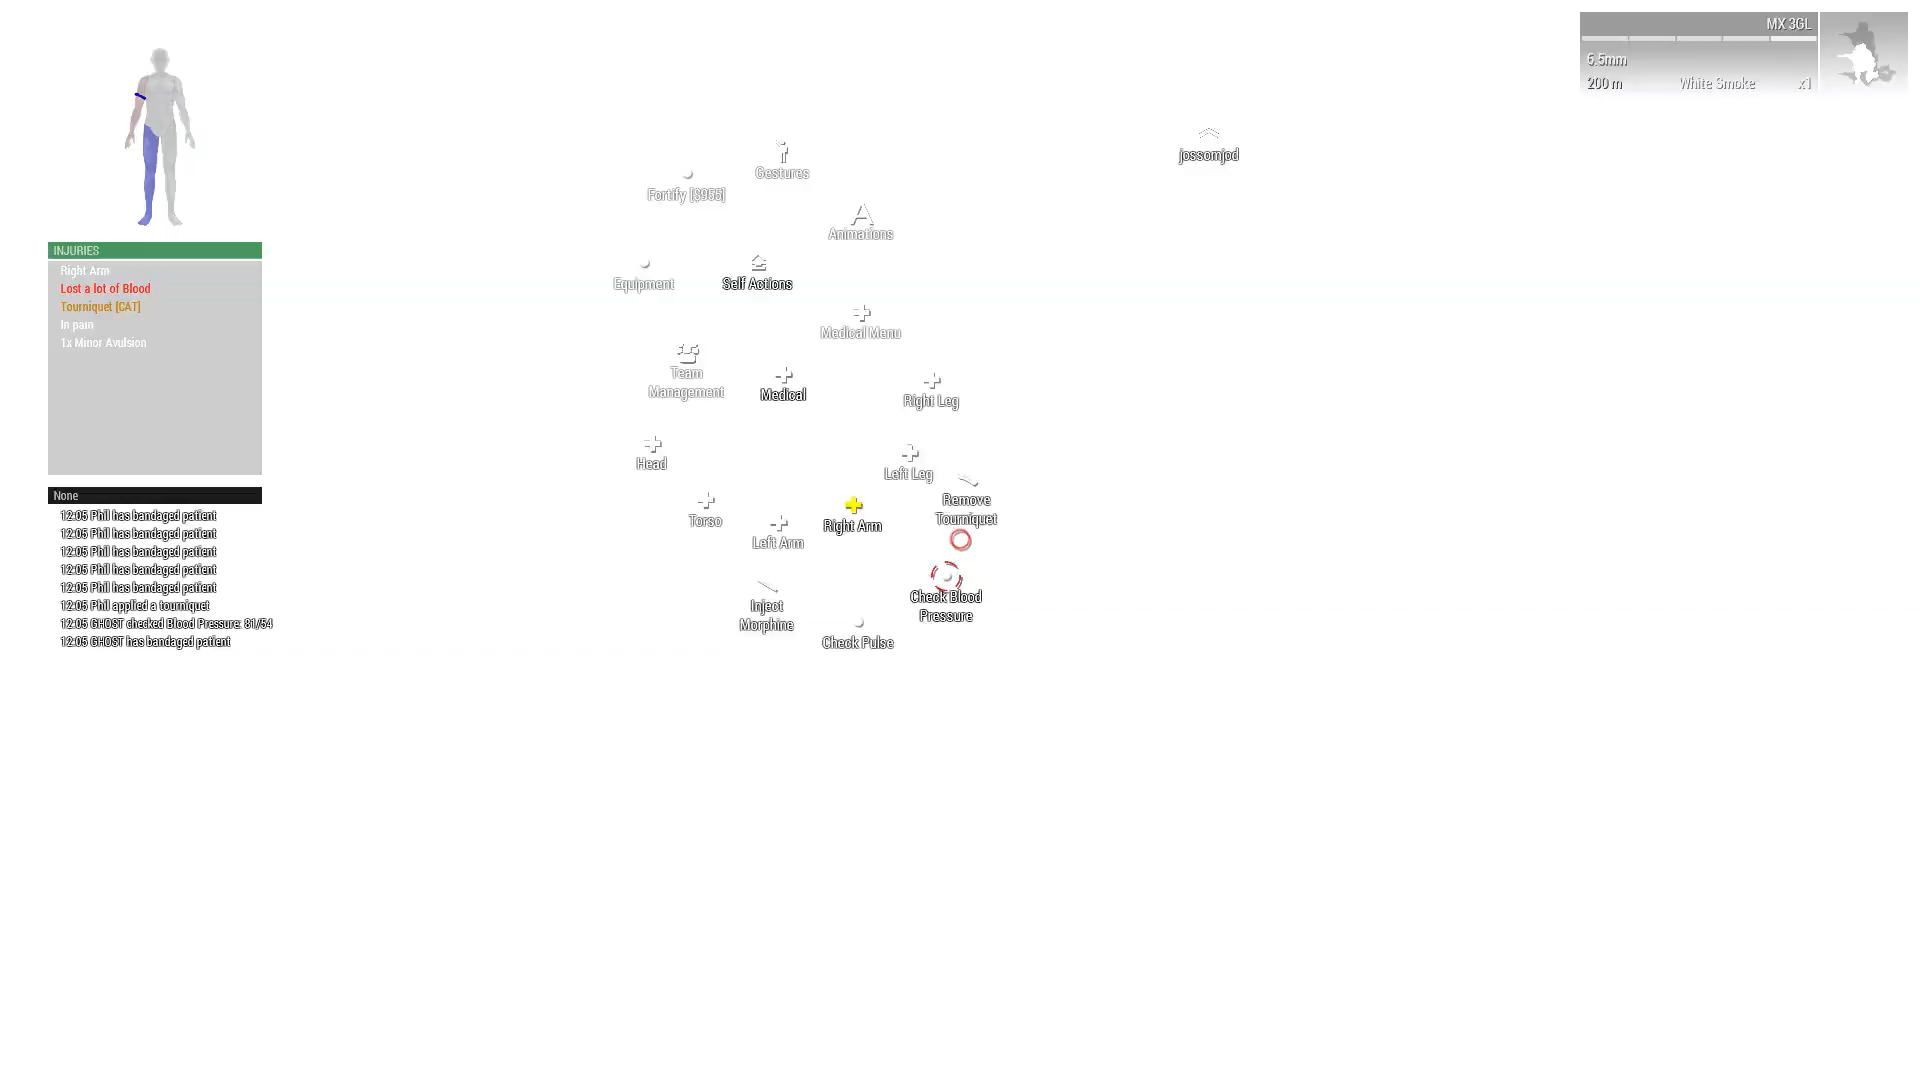 MX 3GL
6.5mm
200 m White Smoke x1
jossomjod
Gestures
Fortify [$955]
Animations
Equipment
Self Actions
Medical Menu
Team
Management
Medical
Right Leg
Head
Left Leg
Torso
Left Arm
Right Arm
Remove
Tourniquet
Inject
Morphine
Check Pulse
Check Blood
Pressure
INJURIES
Right Arm
Lost a lot of Blood
Tourniquet [CAT]
In pain
1x Minor Avulsion
None
12:05 Phil has bandaged patient
12:05 Phil has bandaged patient
12:05 Phil has bandaged patient
12:05 Phil has bandaged patient
12:05 Phil has bandaged patient
12:05 Phil applied a tourniquet
12:05 GHOST checked Blood Pressure: 81/54
12:05 GHOST has bandaged patient